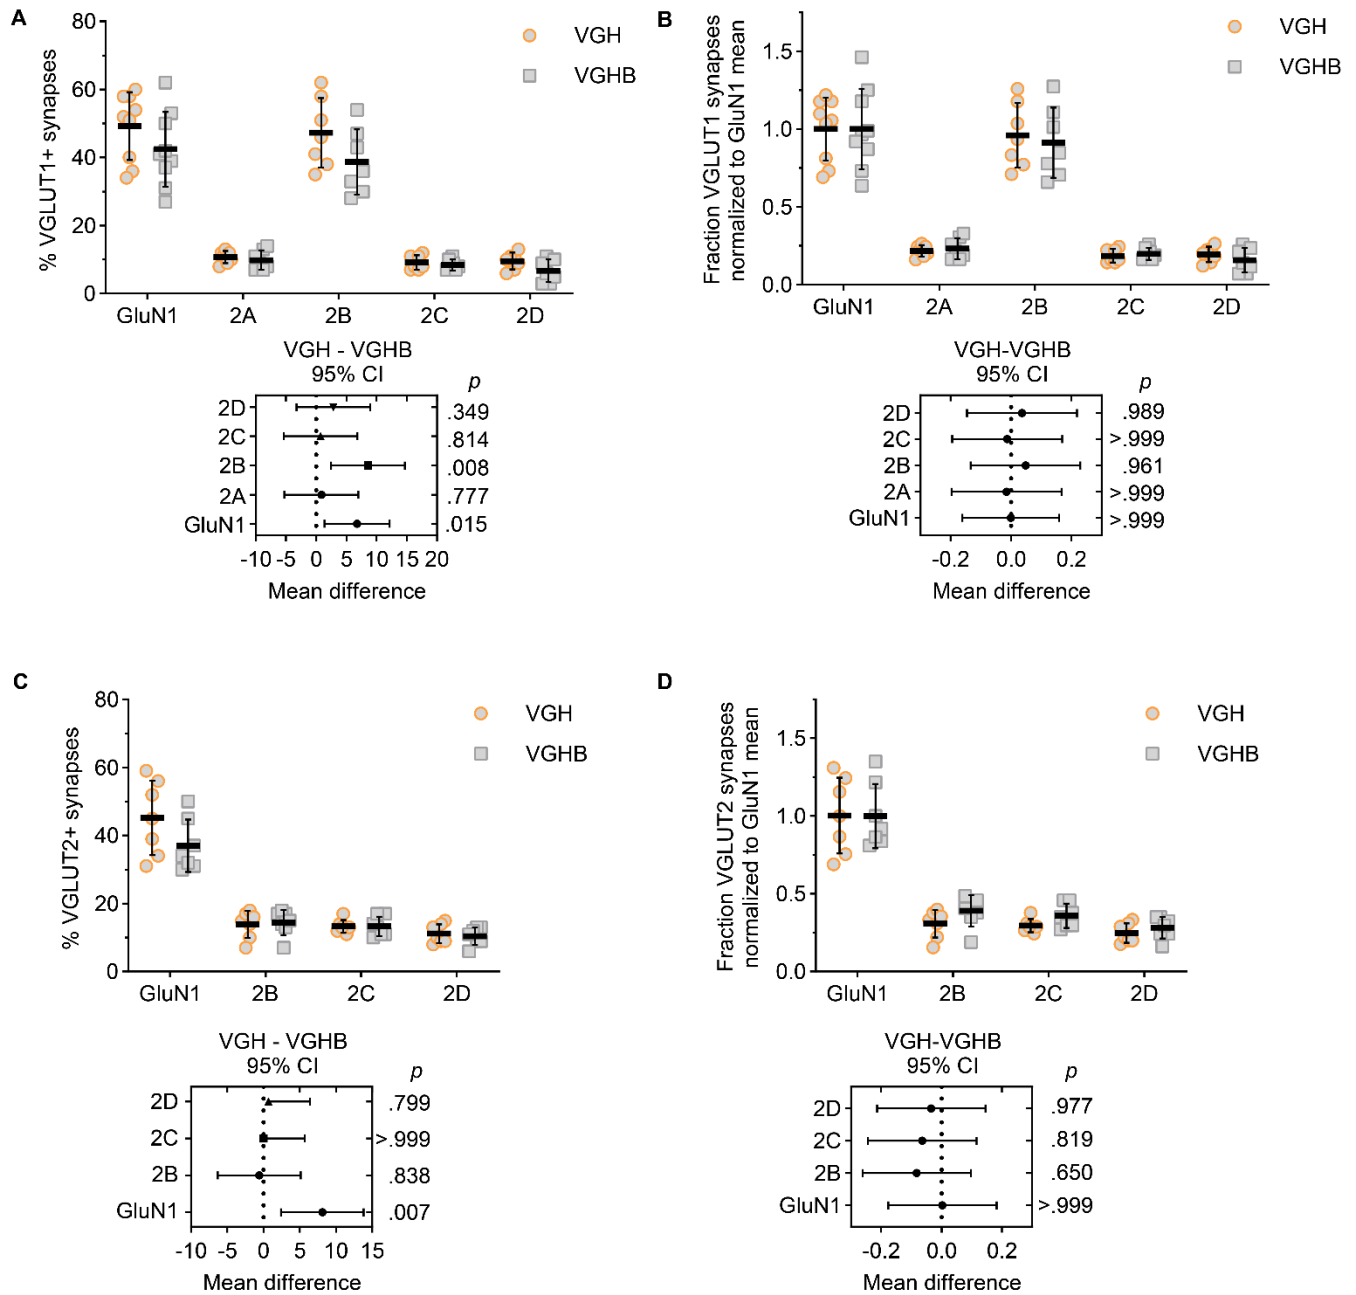 A
80
60
40
20
0
% VGLUT1+ synapses
VGH
VGHB
GluN1 2A 2B 2C 2D
VGH - VGHB
95% CI
p
2D .349
2C .814
2B .008
2A .777
GluN1 .015
-10 -5 0 5 10 15 20
Mean difference
B
1.5
1.0
0.5
0.0
Fraction VGLUT1 synapses
normalized to GluN1 mean
VGH
VGHB
GluN1 2A 2B 2C 2D
VGH-VGHB
95% CI
p
2D .989
2C >.999
2B .961
2A >.999
GluN1 >.999
-0.2 0.0 0.2
Mean difference
C
80
60
40
20
0
% VGLUT2+ synapses
VGH
VGHB
GluN1 2B 2C 2D
VGH - VGHB
95% CI
p
2D .799
2C >.999
2B .838
GluN1 .007
-10 -5 0 5 10 15
Mean difference
D
1.5
1.0
0.5
0.0
Fraction VGLUT2 synapses
normalized to GluN1 mean
VGH
VGHB
GluN1 2B 2C 2D
VGH-VGHB
95% CI
p
2D .977
2C .819
2B .650
GluN1 >.999
-0.2 0.0 0.2
Mean difference